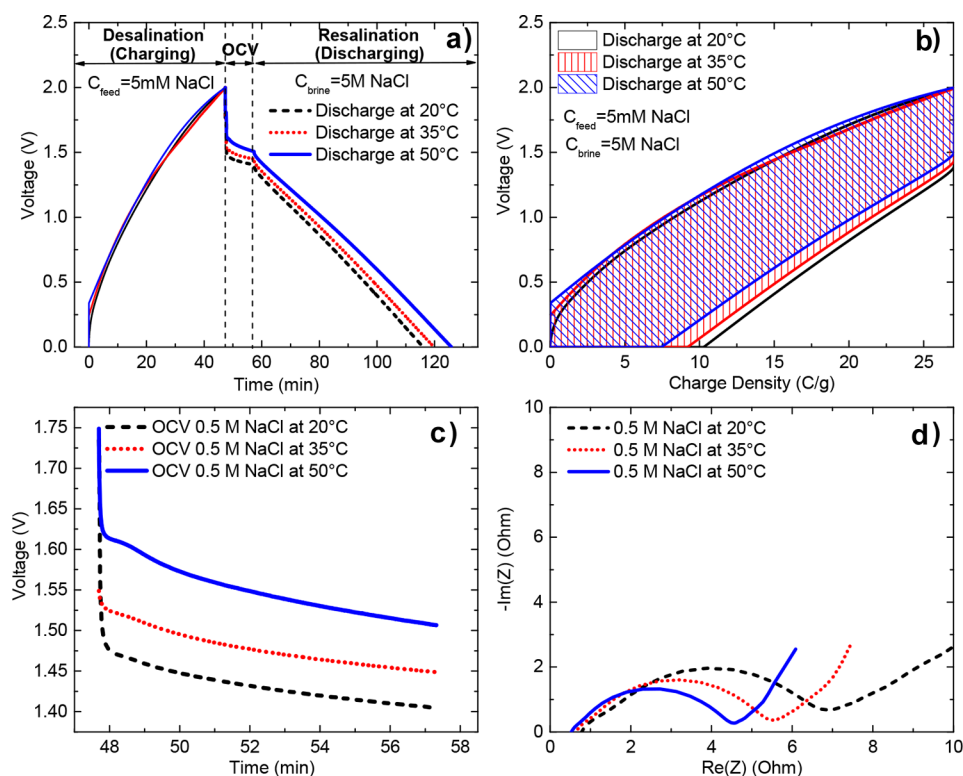 Desalination
(Charging)
OCV
Resalination
(Discharging)
a)
C_feed=5mM NaCl
C_brine=5M NaCl
Discharge at 20°C
Discharge at 35°C
Discharge at 50°C
2.5
2.0
1.5
1.0
0.5
0.0
Voltage (V)
0 20 40 60 80 100 120
Time (min)
b)
Discharge at 20°C
Discharge at 35°C
Discharge at 50°C
C_feed=5mM NaCl
C_brine=5M NaCl
2.5
2.0
1.5
1.0
0.5
0.0
Voltage (V)
0 5 10 15 20 25
Charge Density (C/g)
c)
OCV 0.5 M NaCl at 20°C
OCV 0.5 M NaCl at 35°C
OCV 0.5 M NaCl at 50°C
1.75
1.70
1.65
1.60
1.55
1.50
1.45
1.40
Voltage (V)
48 50 52 54 56 58
Time (min)
d)
0.5 M NaCl at 20°C
0.5 M NaCl at 35°C
0.5 M NaCl at 50°C
10
8
6
4
2
0
-Im(Z) (Ohm)
0 2 4 6 8 10
Re(Z) (Ohm)